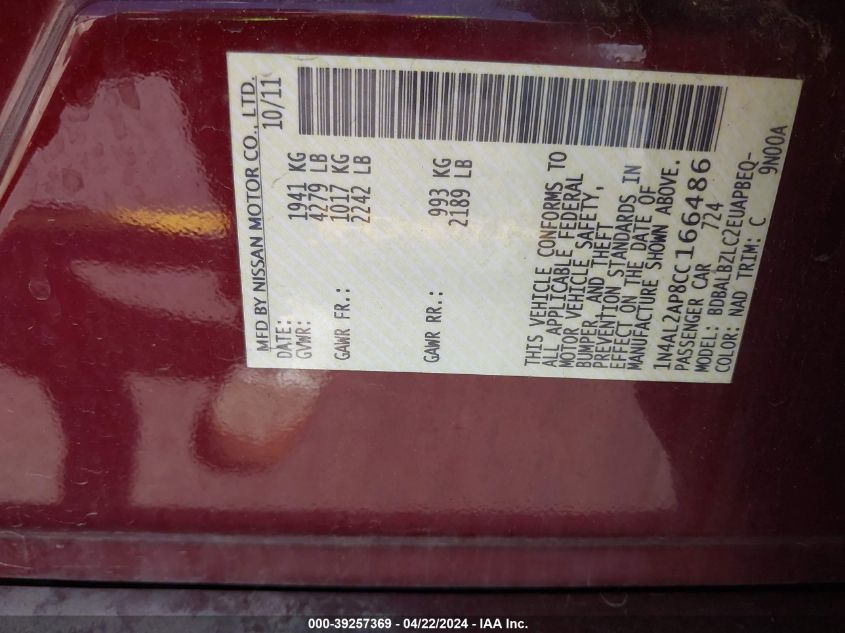 MFD BY NISSAN MOTOR CO., LTD.
DATE: 10/11
GVWR: 1941 KG
4279 LB
GAWR FR.: 1017 KG
2242 LB
GAWR RR.: 993 KG
2189 LB
THIS VEHICLE CONFORMS TO
ALL APPLICABLE FEDERAL
MOTOR VEHICLE SAFETY,
BUMPER, AND THEFT
PREVENTION STANDARDS IN
EFFECT ON THE DATE OF
MANUFACTURE SHOWN ABOVE.
1N4AL2AP8CC166486
PASSENGER CAR 724
MODEL: BDBALBZLC2EUAPBEQ-
COLOR: NAD TRIM: C 9N00A
000-39257369 - 04/22/2024 - IAA Inc.